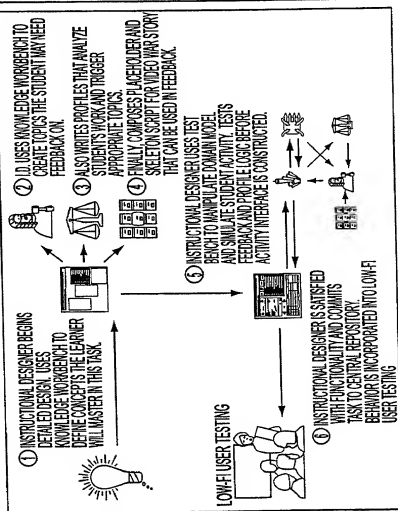 ① INSTRUCTIONAL DESIGNER BEGINS
DETAILED DESIGN. USES
KNOWLEDGE WORKBENCH TO
DEFINE CONCEPTS THE LEARNER
WILL MASTER IN THIS TASK.
② I.D. USES KNOWLEDGE WORKBENCH TO
CREATE TOPICS THE STUDENT MAY NEED
FEEDBACK ON.
③ ALSO WRITES PROFILES THAT ANALYZE
STUDENT'S WORK AND TRIGGER
APPROPRIATE TOPICS.
④ FINALLY, COMPOSES PLACEHOLDER AND
SKELETON SCRIPT FOR VIDEO WAR STORY
THAT CAN BE USED IN FEEDBACK.
⑤ INSTRUCTIONAL DESIGNER USES TEST
BENCH TO MANIPULATE DOMAIN MODEL
AND SIMULATE STUDENT ACTIVITY. TESTS
FEEDBACK AND PROFILE LOGIC BEFORE
ACTIVITY INTERFACE IS CONSTRUCTED.
⑥ INSTRUCTIONAL DESIGNER IS SATISFIED
WITH FUNCTIONALITY AND COMMITS
TASK TO CENTRAL REPOSITORY.
BEHAVIOR IS INCORPORATED INTO LOW-FI
USER TESTING
LOW-FI USER TESTING